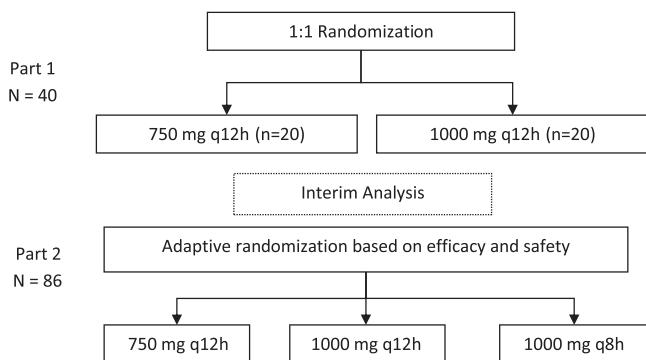 1:1 Randomization
Part 1
N = 40
750 mg q12h (n=20)
1000 mg q12h (n=20)
Interim Analysis
Adaptive randomization based on efficacy and safety
Part 2
N = 86
750 mg q12h
1000 mg q12h
1000 mg q8h